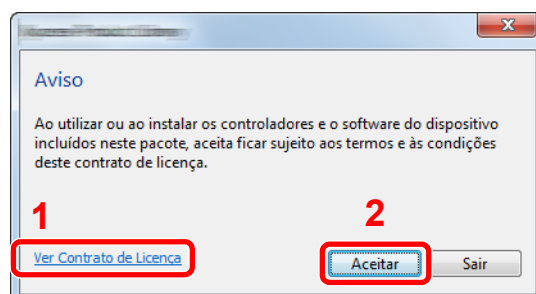 Aviso
Ao utilizar ou ao instalar os controladores e o software do dispositivo
incluídos neste pacote, aceita ficar sujeito aos termos e às condições
deste contrato de licença.
1
2
Ver Contrato de Licença
Aceitar
Sair